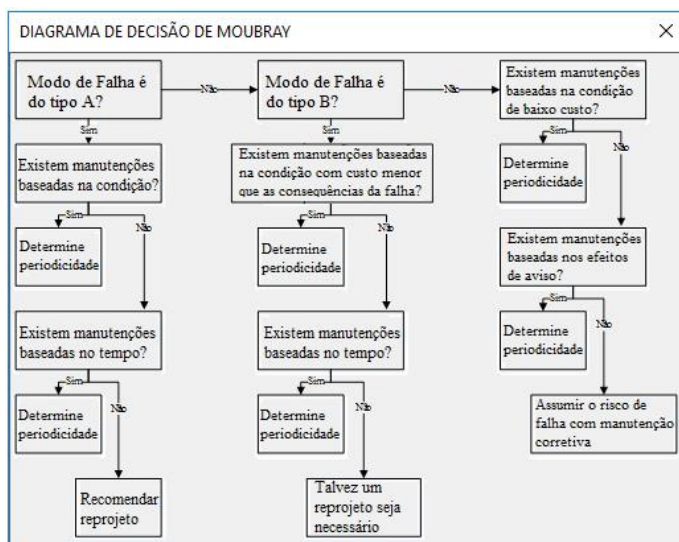 DIAGRAMA DE DECISÃO DE MOUBRAY
Modo de Falha é
do tipo A?
Não
Modo de Falha é
do tipo B?
Não
Existem manutenções
baseadas na condição
de baixo custo?
Sim
Sim
Sim
Não
Existem manutenções
baseadas na condição?
Existem manutenções baseadas
na condição com custo menor
que as consequências da falha?
Determine
periodicidade
Sim
Não
Sim
Não
Determine
periodicidade
Determine
periodicidade
Existem manutenções
baseadas nos efeitos
de aviso?
Sim
Não
Existem manutenções
baseadas no tempo?
Existem manutenções
baseadas no tempo?
Determine
periodicidade
Sim
Não
Sim
Não
Determine
periodicidade
Determine
periodicidade
Assumir o risco de
falha com manutenção
corretiva
Recomendar
reprojeto
Talvez um
reprojeto seja
necessário